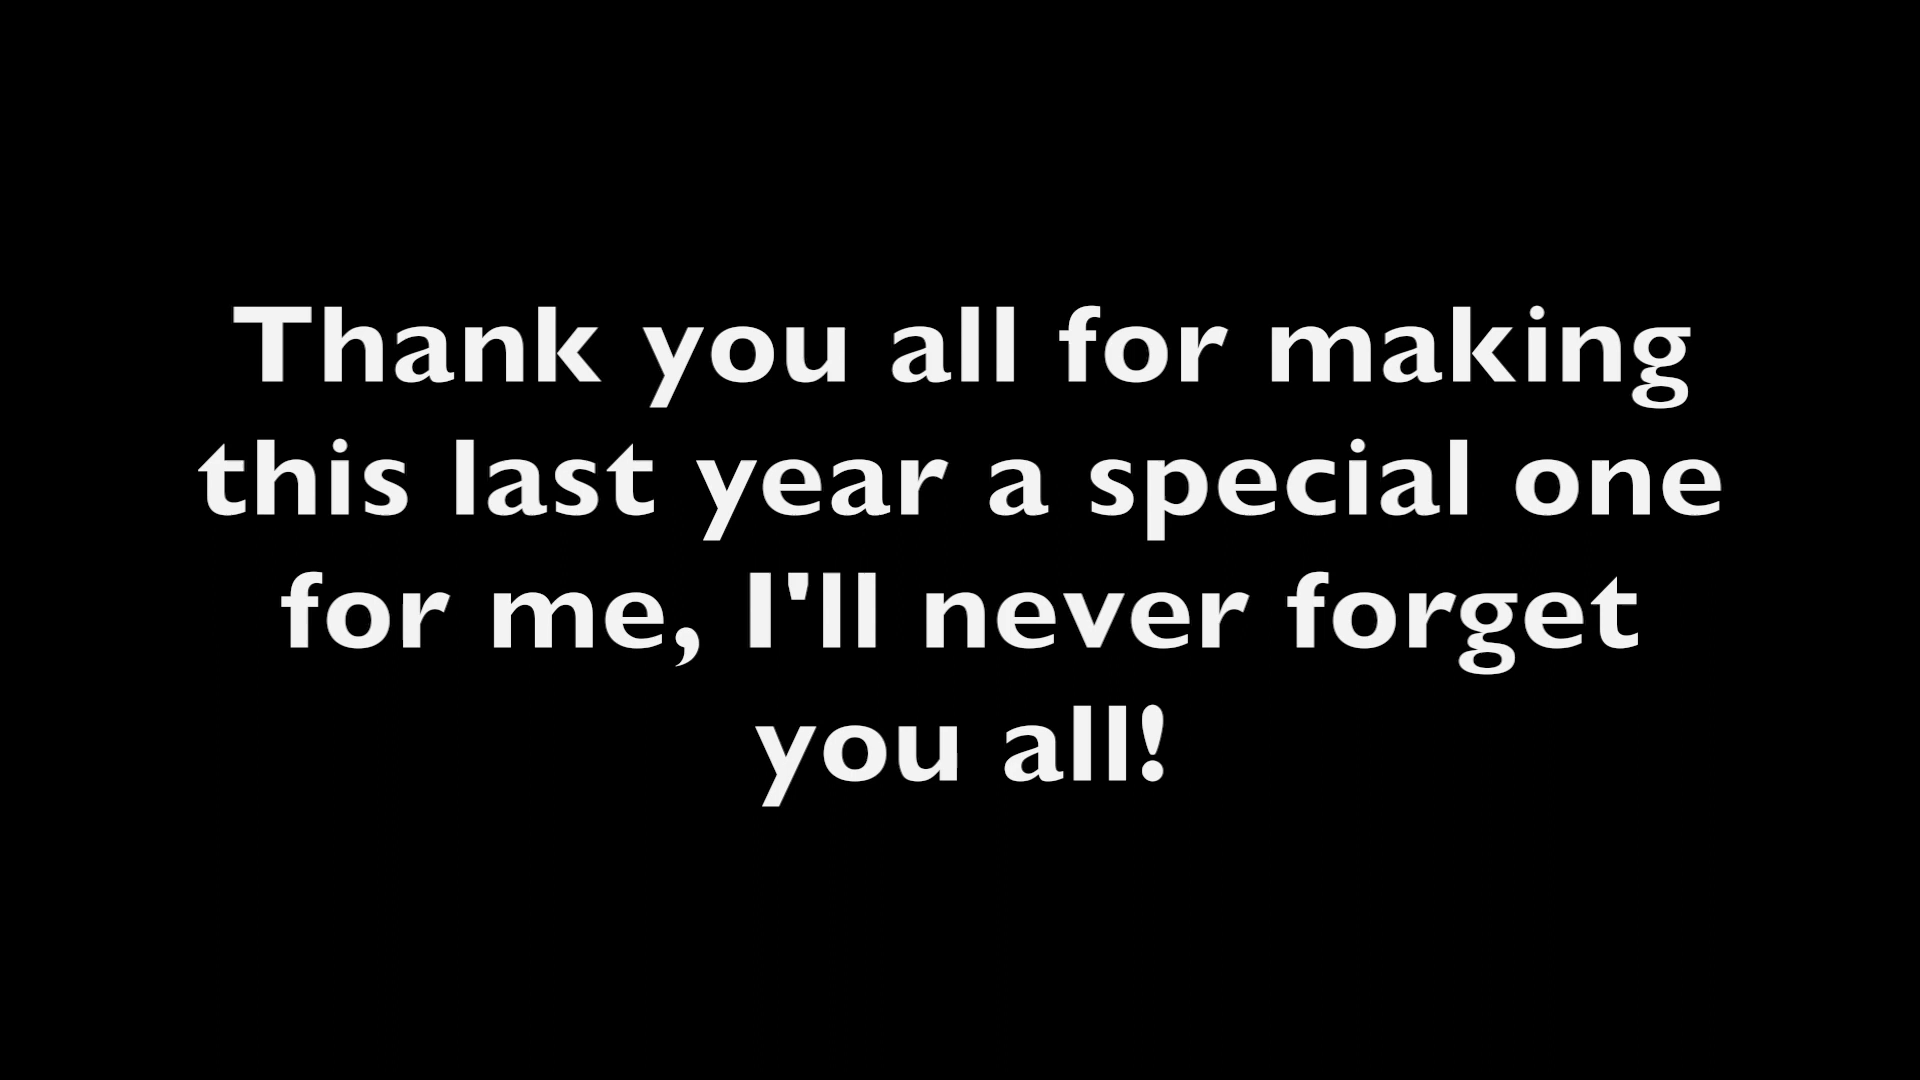 Thank you all for making
this last year a special one
for me, I'll never forget
you all!